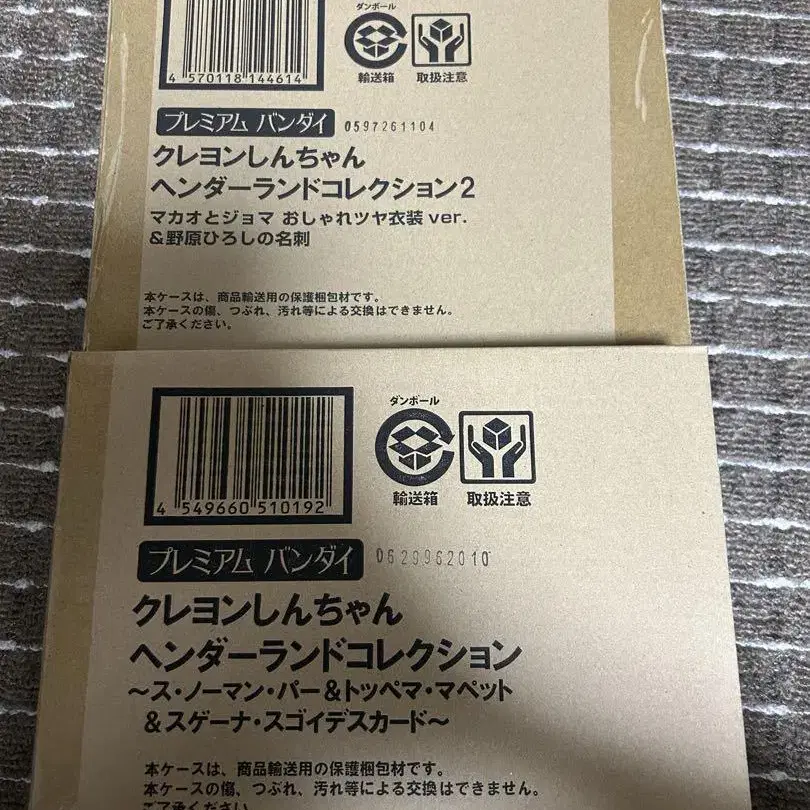 ダンボール
4 570118 144614
輸送箱 取扱注意
プレミアム バンダイ 0597261104
クレヨンしんちゃん
ヘンダーランドコレクション2
マカオとジョマ おしゃれツヤ衣装 ver.
&野原ひろしの名刺
本ケースは、商品輸送用の保護梱包材です。
本ケースの傷、つぶれ、汚れ等による交換はできません。
ご了承ください。
ダンボール
4 549660 510192
輸送箱 取扱注意
プレミアム バンダイ 0629962010
クレヨンしんちゃん
ヘンダーランドコレクション
～ス・ノーマン・パー&トッペマ・マペット
&スゲーナ・スゴイデスカード～
本ケースは、商品輸送用の保護梱包材です。
本ケースの傷、つぶれ、汚れ等による交換はできません。
ご了承ください。